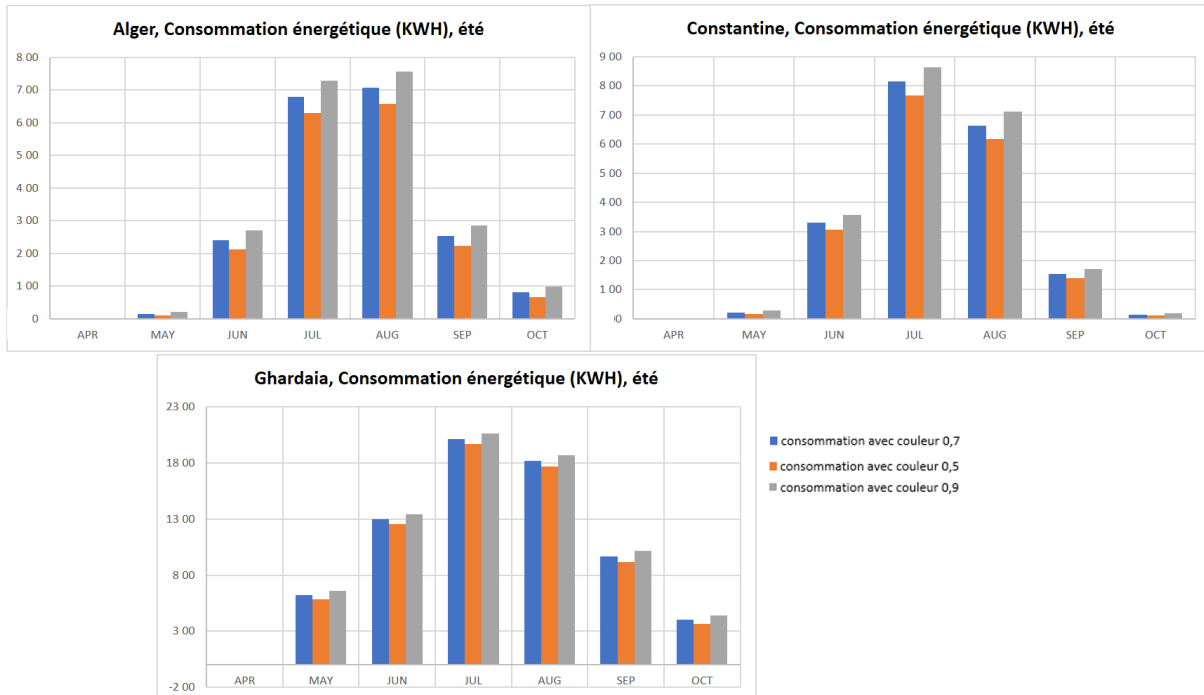 Alger, Consommation énergétique (KWH), été
8 00
7 00
6 00
5 00
4 00
3 00
2 00
1 00
0
APR MAY JUN JUL AUG SEP OCT
Constantine, Consommation énergétique (KWH), été
9 00
8 00
7 00
6 00
5 00
4 00
3 00
2 00
1 00
0
APR MAY JUN JUL AUG SEP OCT
Ghardaia, Consommation énergétique (KWH), été
23 00
18 00
13 00
8 00
3 00
-2 00
APR MAY JUN JUL AUG SEP OCT
consommation avec couleur 0,7
consommation avec couleur 0,5
consommation avec couleur 0,9